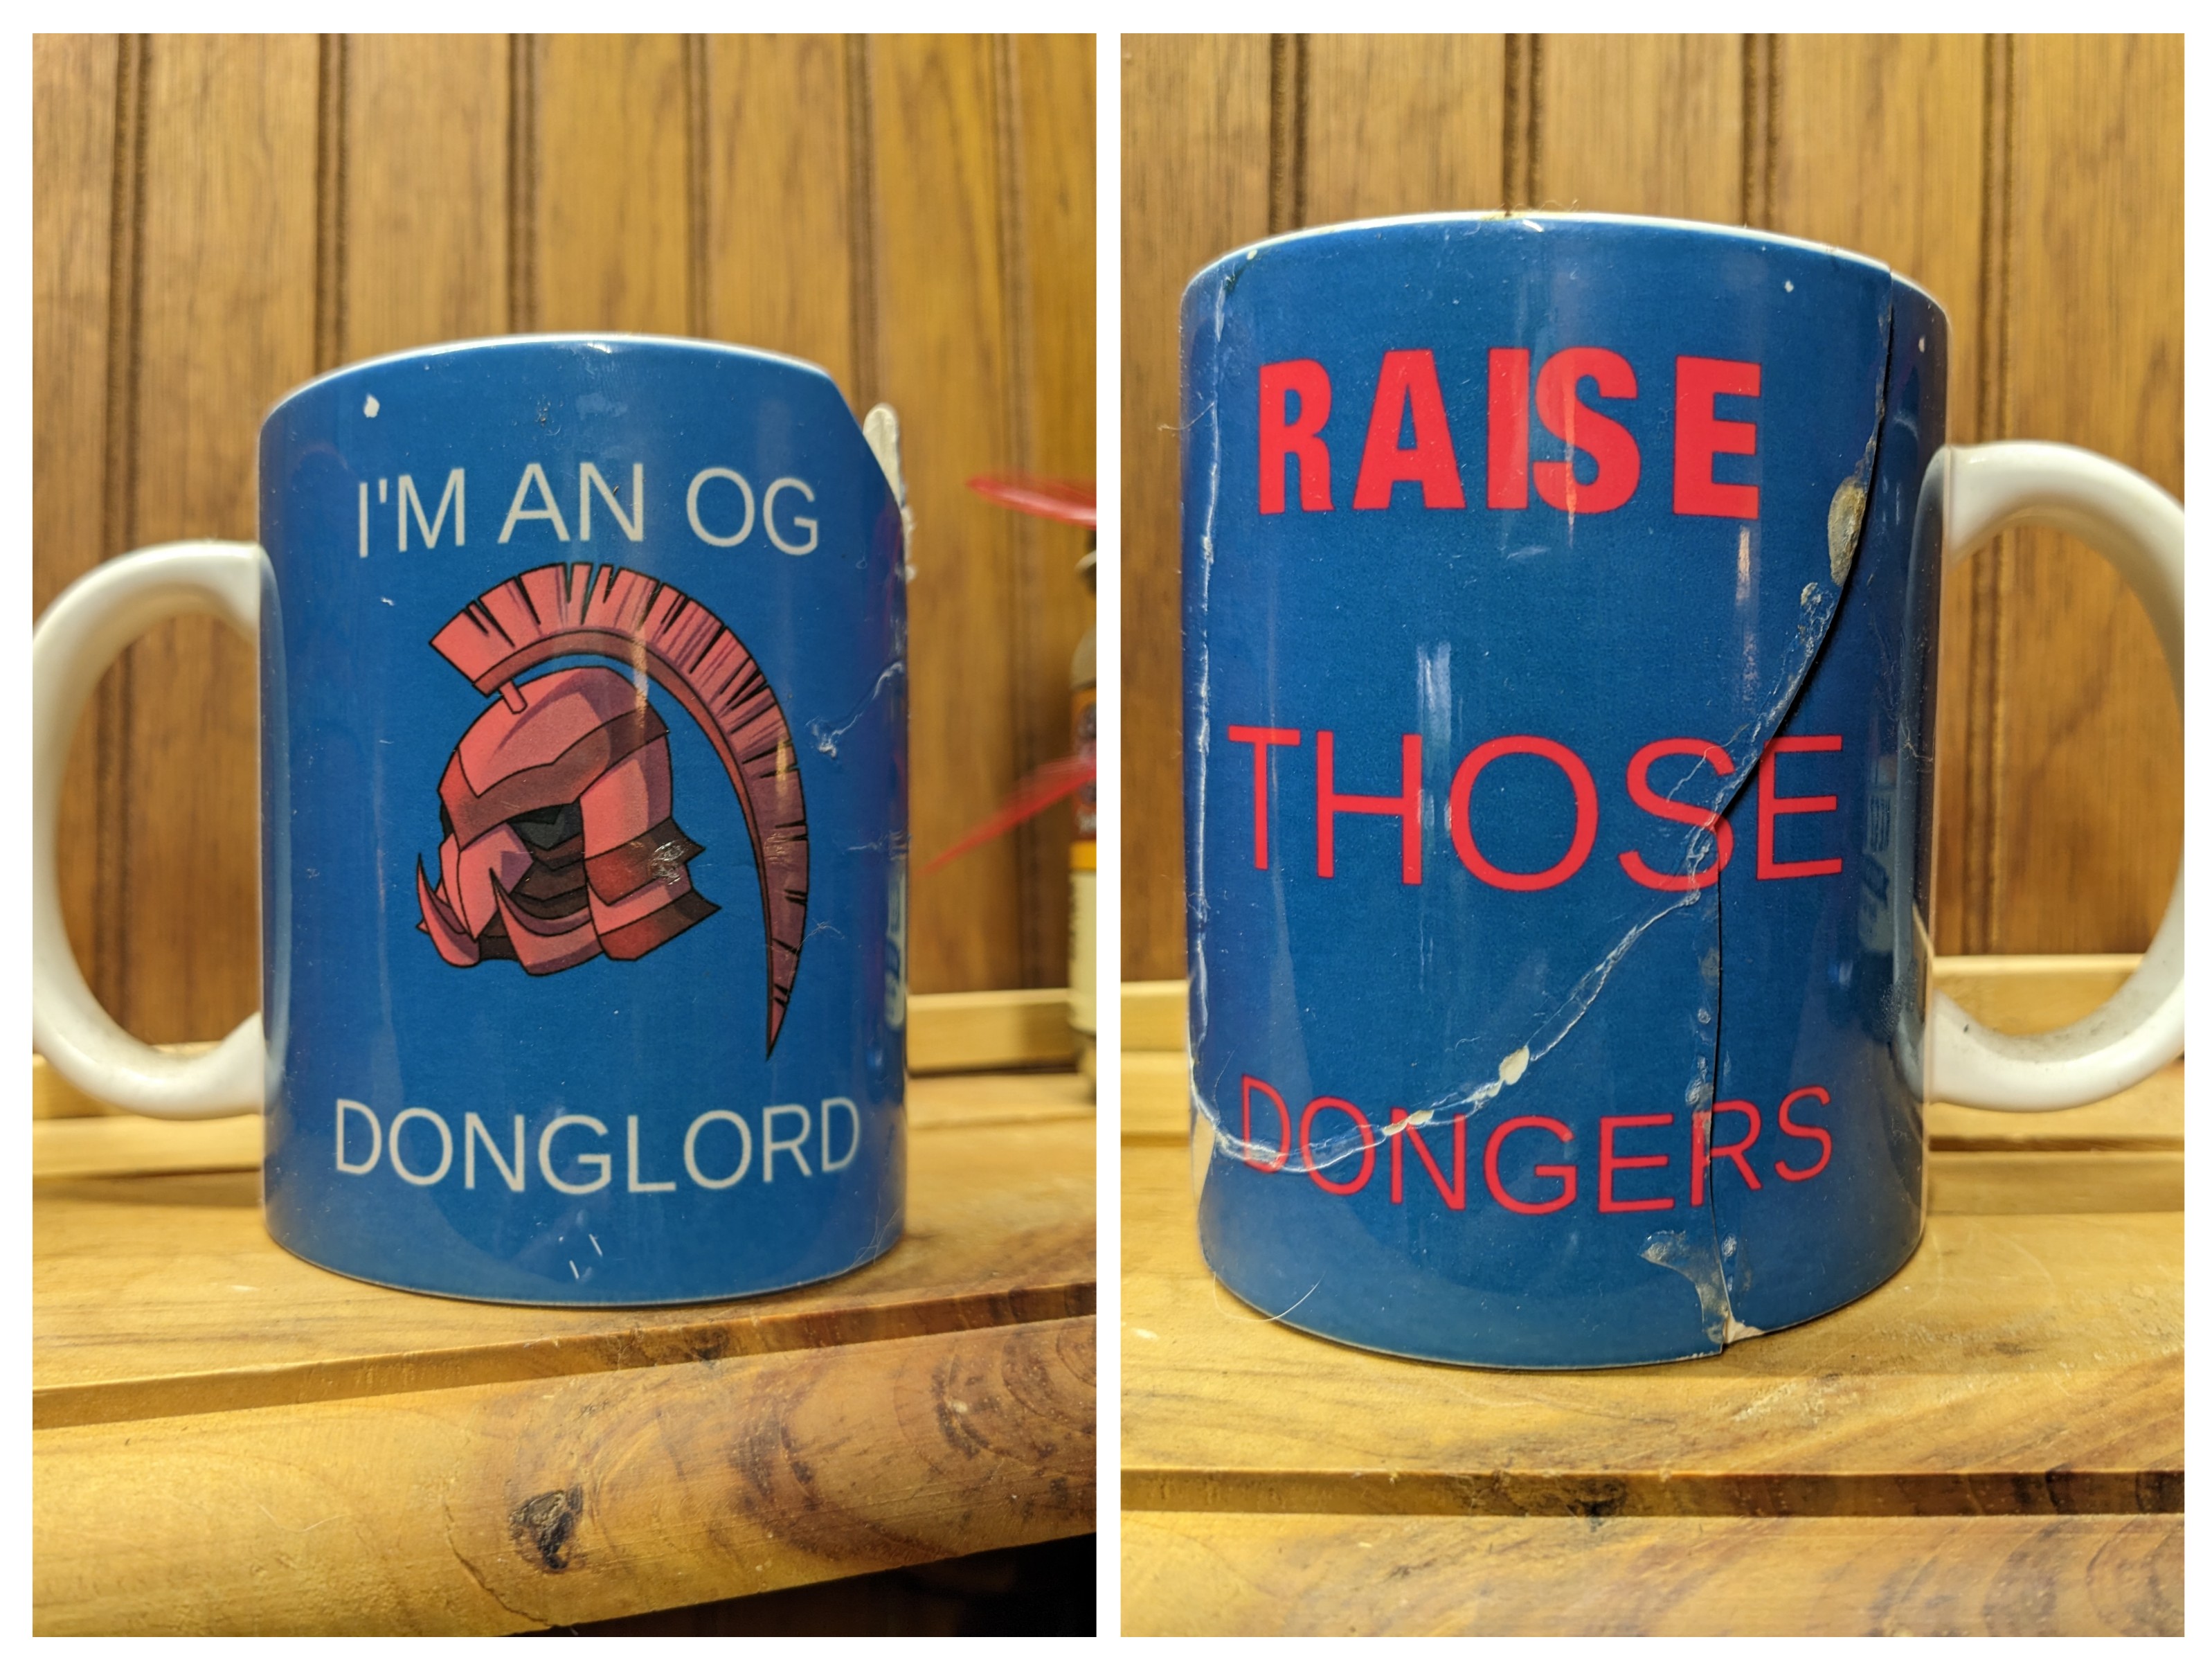 I'M AN OG
DONGLORD
RAISE
THOSE
DONGERS